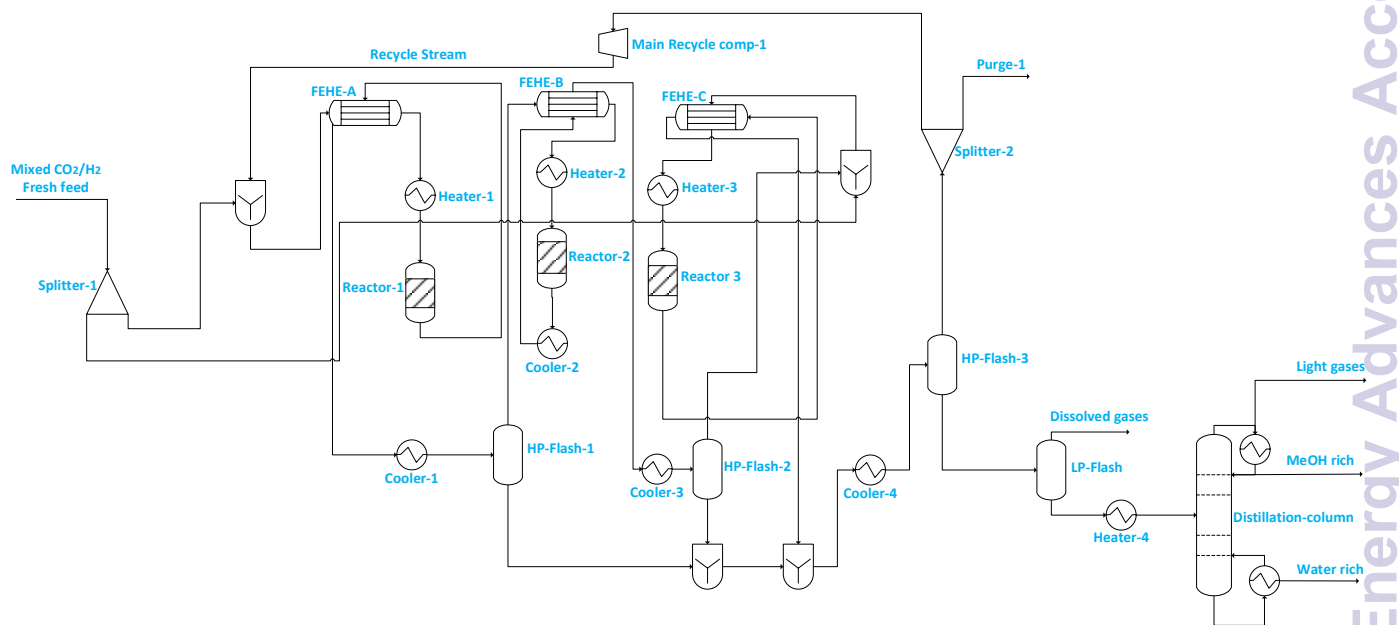 Main Recycle comp-1
Recycle Stream
Purge-1
FEHE-A
FEHE-B
FEHE-C
Splitter-2
Mixed CO2/H2
Fresh feed
Heater-1
Heater-2
Heater-3
Splitter-1
Reactor-1
Reactor-2
Reactor 3
Cooler-2
HP-Flash-3
Light gases
Dissolved gases
HP-Flash-1
Cooler-1
HP-Flash-2
Cooler-3
Cooler-4
LP-Flash
MeOH rich
Heater-4
Distillation-column
Water rich
Energy Advances Acc